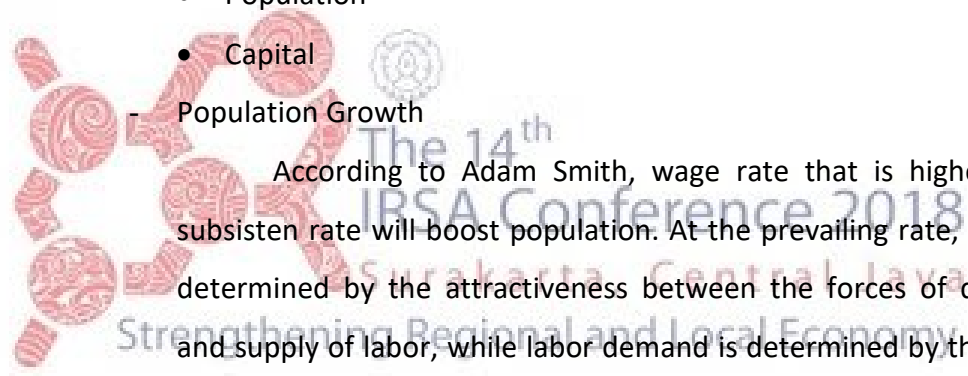 Population
• Capital
- Population Growth
The 14th
According to Adam Smith, wage rate that is highe
IRSA Conference 2018
subsisten rate will boost population. At the prevailing rate,
Surakarta, Central Java
determined by the attractiveness between the forces of
Strengthening Regional and Local Economy
and supply of labor, while labor demand is determined by th